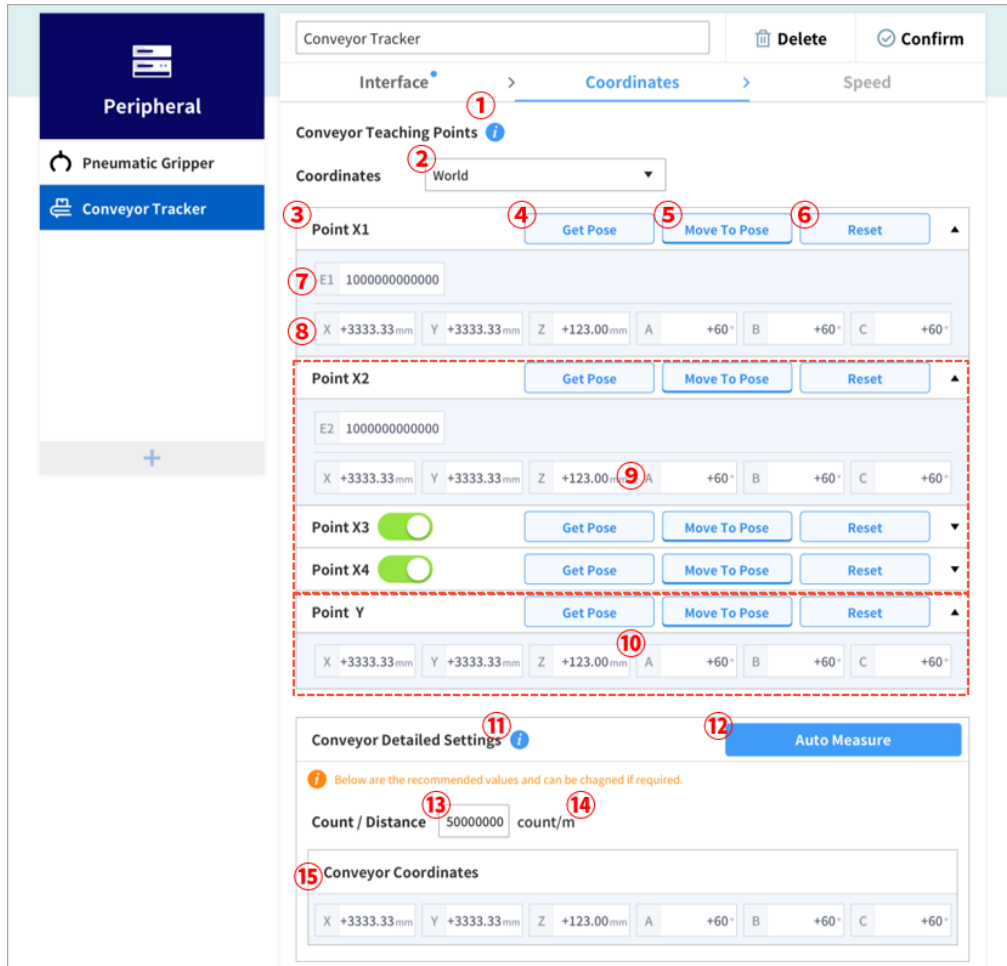 Conveyor Tracker
Delete
Confirm
Peripheral
Interface > Coordinates > Speed
①
Conveyor Teaching Points i
Pneumatic Gripper
②
Coordinates World
Conveyor Tracker
③ Point X1 ④ Get Pose ⑤ Move To Pose ⑥ Reset
⑦ E1 1000000000000
⑧ X +3333.33mm Y +3333.33mm Z +123.00mm A +60° B +60° C +60°
Point X2 Get Pose Move To Pose Reset
E2 1000000000000
+
X +3333.33mm Y +3333.33mm Z +123.00mm ⑨ A +60° B +60° C +60°
Point X3 Get Pose Move To Pose Reset
Point X4 Get Pose Move To Pose Reset
Point Y Get Pose Move To Pose Reset
⑩
X +3333.33mm Y +3333.33mm Z +123.00mm A +60° B +60° C +60°
⑪ ⑫
Conveyor Detailed Settings i Auto Measure
i Below are the recommended values and can be chagned if required.
⑬ ⑭
Count / Distance 50000000 count/m
⑮ Conveyor Coordinates
X +3333.33mm Y +3333.33mm Z +123.00mm A +60° B +60° C +60°